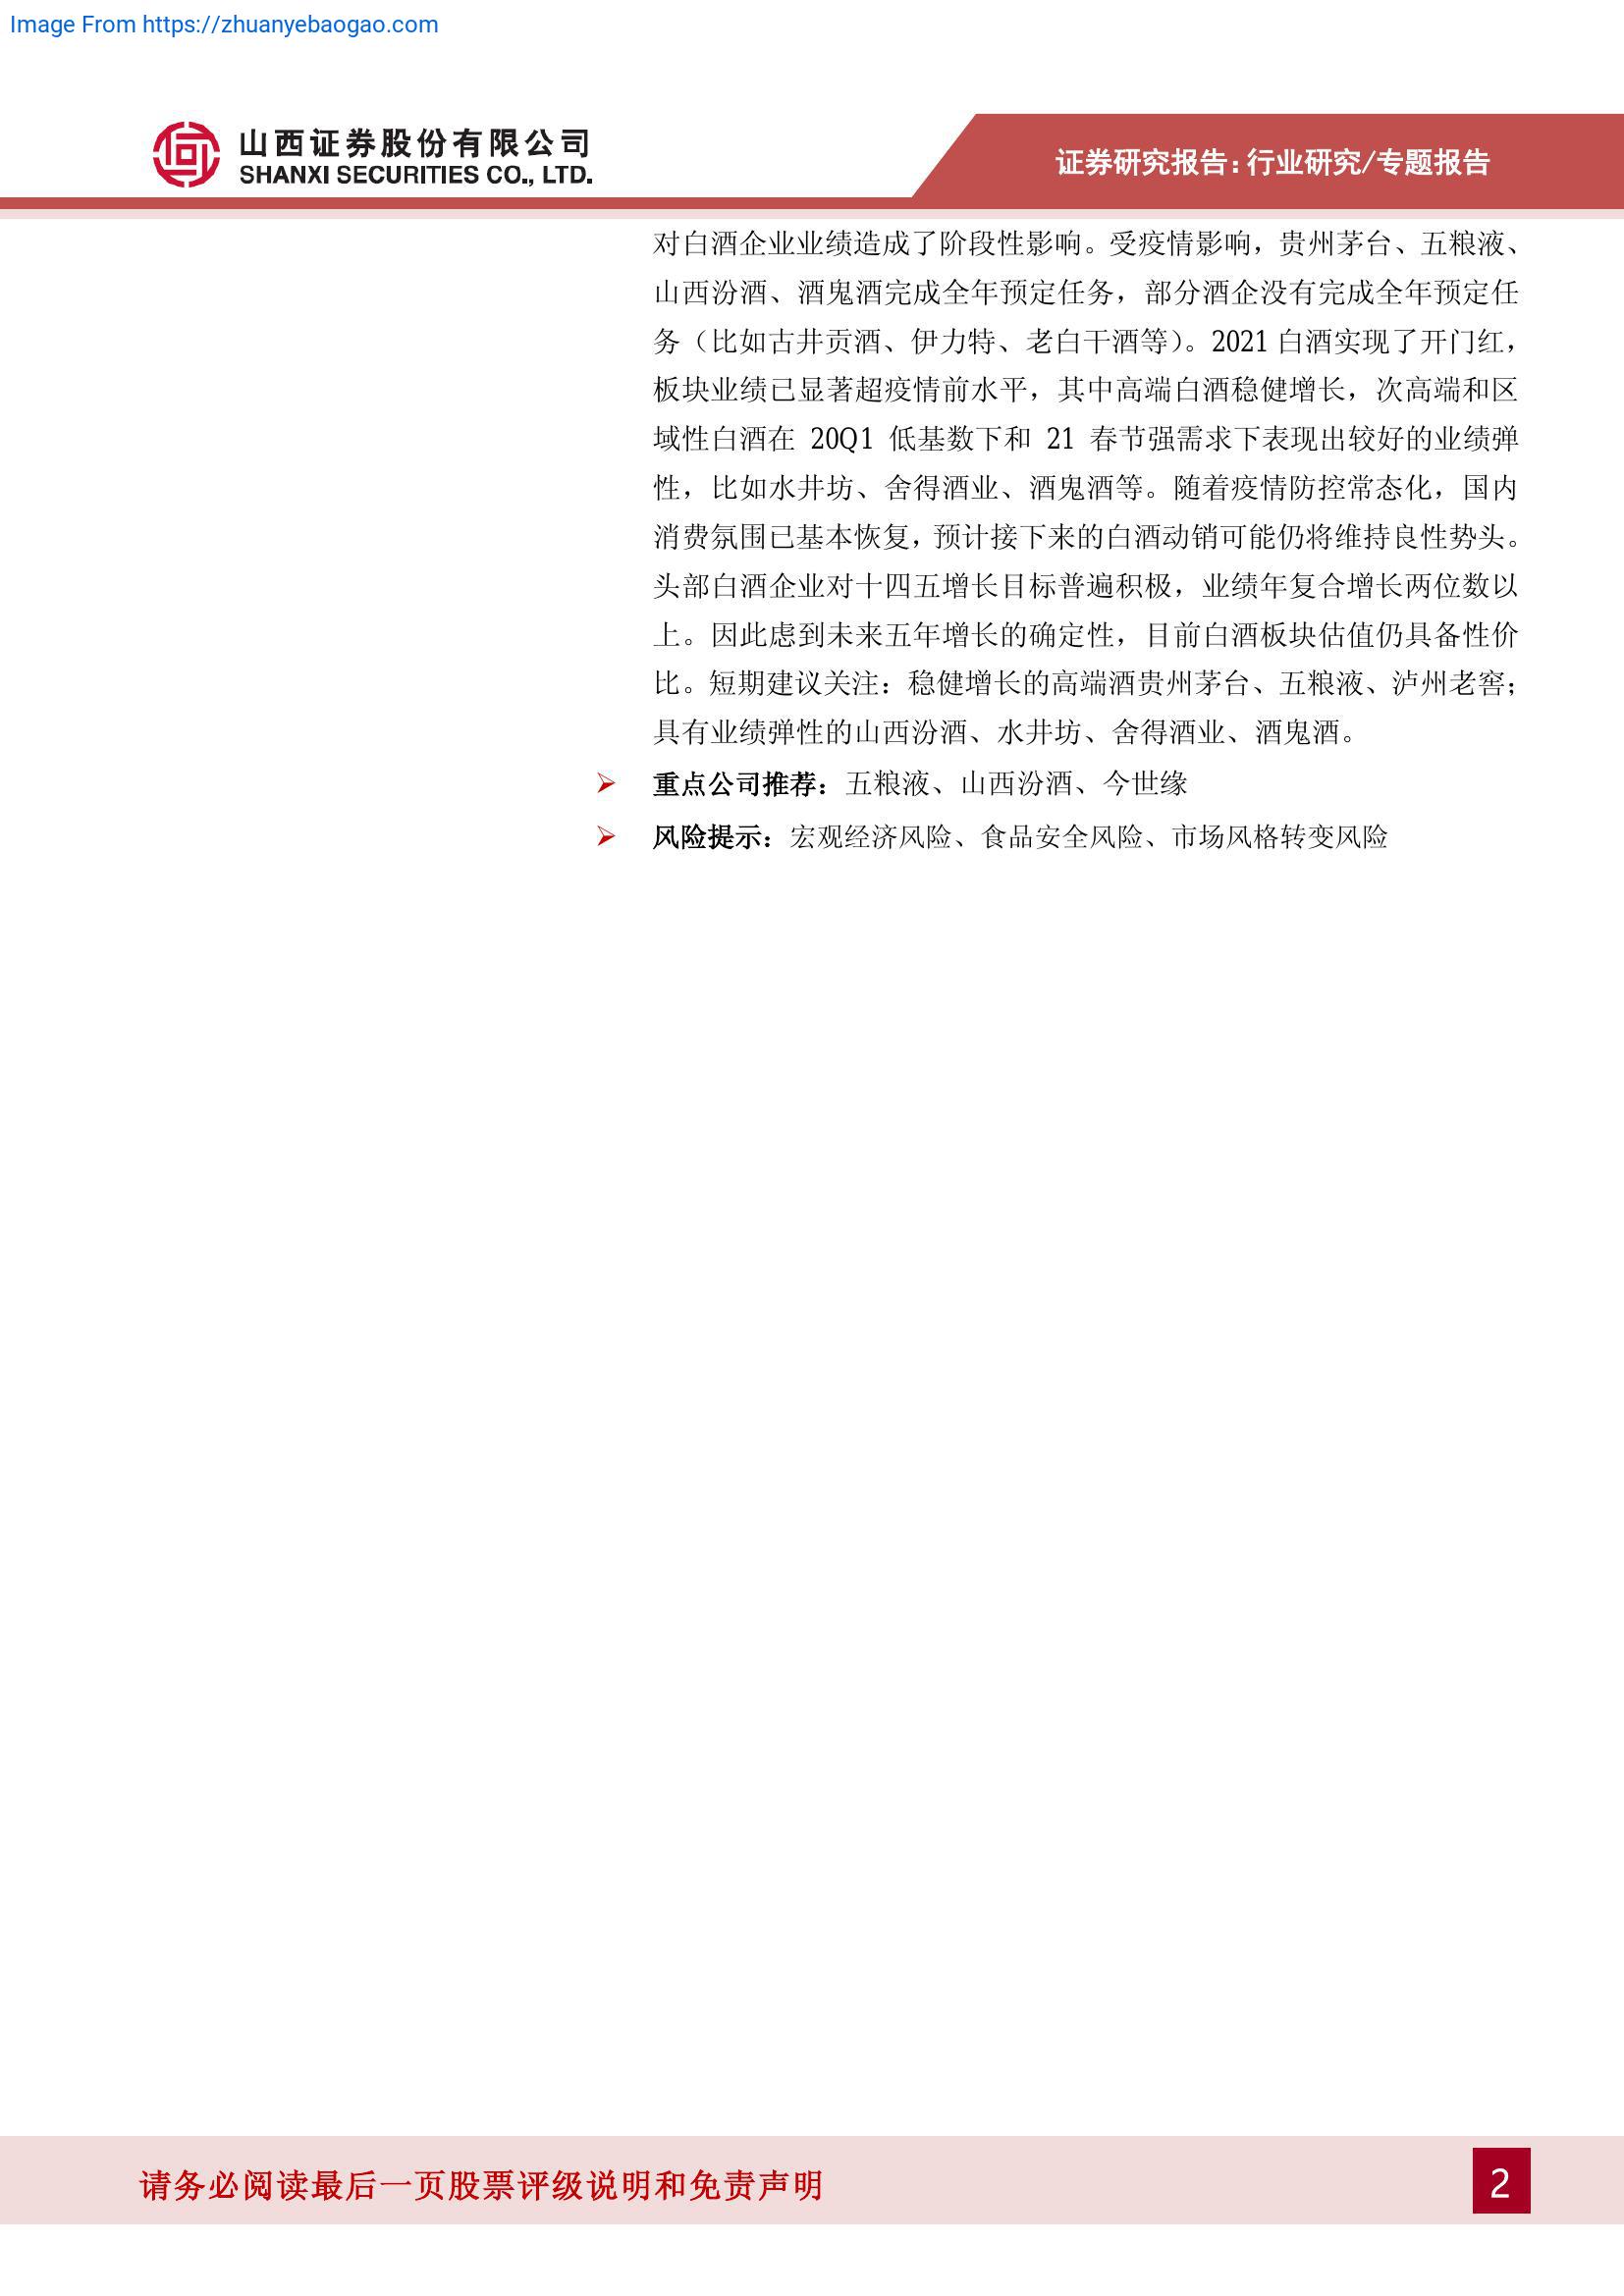 Image From https://zhuanyebaogao.com
山西证券股份有限公司
SHANXI SECURITIES CO., LTD.
证券研究报告：行业研究/专题报告
对白酒企业业绩造成了阶段性影响。受疫情影响，贵州茅台、五粮液、
山西汾酒、酒鬼酒完成全年预定任务，部分酒企没有完成全年预定任
务（比如古井贡酒、伊力特、老白干酒等）。2021 白酒实现了开门红，
板块业绩已显著超疫情前水平，其中高端白酒稳健增长，次高端和区
域性白酒在 20Q1 低基数下和 21 春节强需求下表现出较好的业绩弹
性，比如水井坊、舍得酒业、酒鬼酒等。随着疫情防控常态化，国内
消费氛围已基本恢复，预计接下来的白酒动销可能仍将维持良性势头。
头部白酒企业对十四五增长目标普遍积极，业绩年复合增长两位数以
上。因此虑到未来五年增长的确定性，目前白酒板块估值仍具备性价
比。短期建议关注：稳健增长的高端酒贵州茅台、五粮液、泸州老窖；
具有业绩弹性的山西汾酒、水井坊、舍得酒业、酒鬼酒。
重点公司推荐：五粮液、山西汾酒、今世缘
风险提示：宏观经济风险、食品安全风险、市场风格转变风险
请务必阅读最后一页股票评级说明和免责声明
2